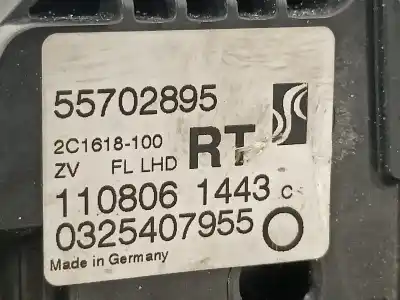 55702895
2C1618-100
ZV FL LHD RT
110806 1443 C
0325407955
Made in Germany